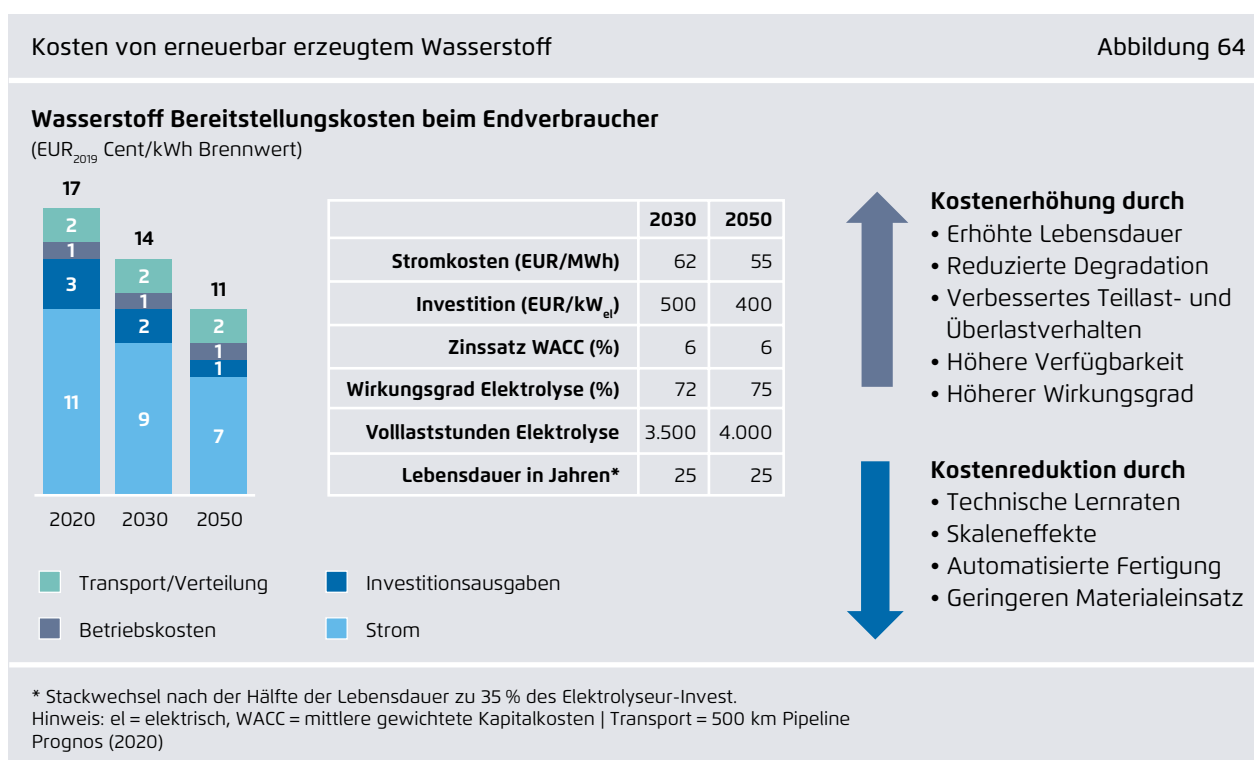 Kosten von erneuerbar erzeugtem Wasserstoff Abbildung 64
Wasserstoff Bereitstellungskosten beim Endverbraucher
(EUR2019 Cent/kWh Brennwert)
17
2
1
3
11
2020
14
2
1
2
9
2030
11
2
1
1
7
2050
2030 2050
Stromkosten (EUR/MWh) 62 55
Investition (EUR/kWel) 500 400
Zinssatz WACC (%) 6 6
Wirkungsgrad Elektrolyse (%) 72 75
Volllaststunden Elektrolyse 3.500 4.000
Lebensdauer in Jahren* 25 25
Transport/Verteilung
Betriebskosten
Investitionsausgaben
Strom
Kostenerhöhung durch
• Erhöhte Lebensdauer
• Reduzierte Degradation
• Verbessertes Teillast- und
Überlastverhalten
• Höhere Verfügbarkeit
• Höherer Wirkungsgrad
Kostenreduktion durch
• Technische Lernraten
• Skaleneffekte
• Automatisierte Fertigung
• Geringeren Materialeinsatz
* Stackwechsel nach der Hälfte der Lebensdauer zu 35 % des Elektrolyseur-Invest.
Hinweis: el = elektrisch, WACC = mittlere gewichtete Kapitalkosten | Transport = 500 km Pipeline
Prognos (2020)